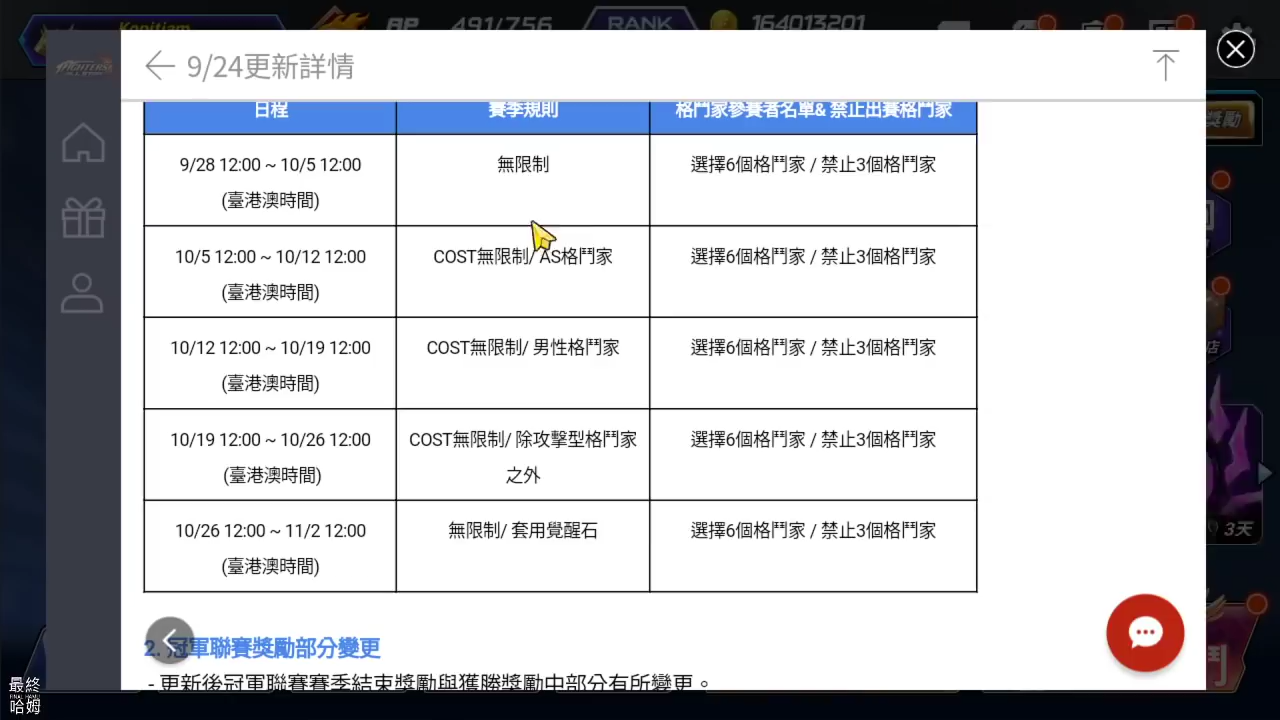 Kopitiam
BP
491/756
RANK
164013201
9/24更新詳情
日程
賽季規則
格鬥家參賽者名單& 禁止出賽格鬥家
9/28 12:00 ~ 10/5 12:00
(臺港澳時間)
無限制
選擇6個格鬥家 / 禁止3個格鬥家
10/5 12:00 ~ 10/12 12:00
(臺港澳時間)
COST無限制/ AS格鬥家
選擇6個格鬥家 / 禁止3個格鬥家
10/12 12:00 ~ 10/19 12:00
(臺港澳時間)
COST無限制/ 男性格鬥家
選擇6個格鬥家 / 禁止3個格鬥家
10/19 12:00 ~ 10/26 12:00
(臺港澳時間)
COST無限制/ 除攻擊型格鬥家
之外
選擇6個格鬥家 / 禁止3個格鬥家
10/26 12:00 ~ 11/2 12:00
(臺港澳時間)
無限制/ 套用覺醒石
選擇6個格鬥家 / 禁止3個格鬥家
2. 冠軍聯賽獎勵部分變更
- 更新後冠軍聯賽賽季結束獎勵與獲勝獎勵中部分有所變更。
獎勵
店
3天
鬥
最終
FINAL HAMU
哈姆